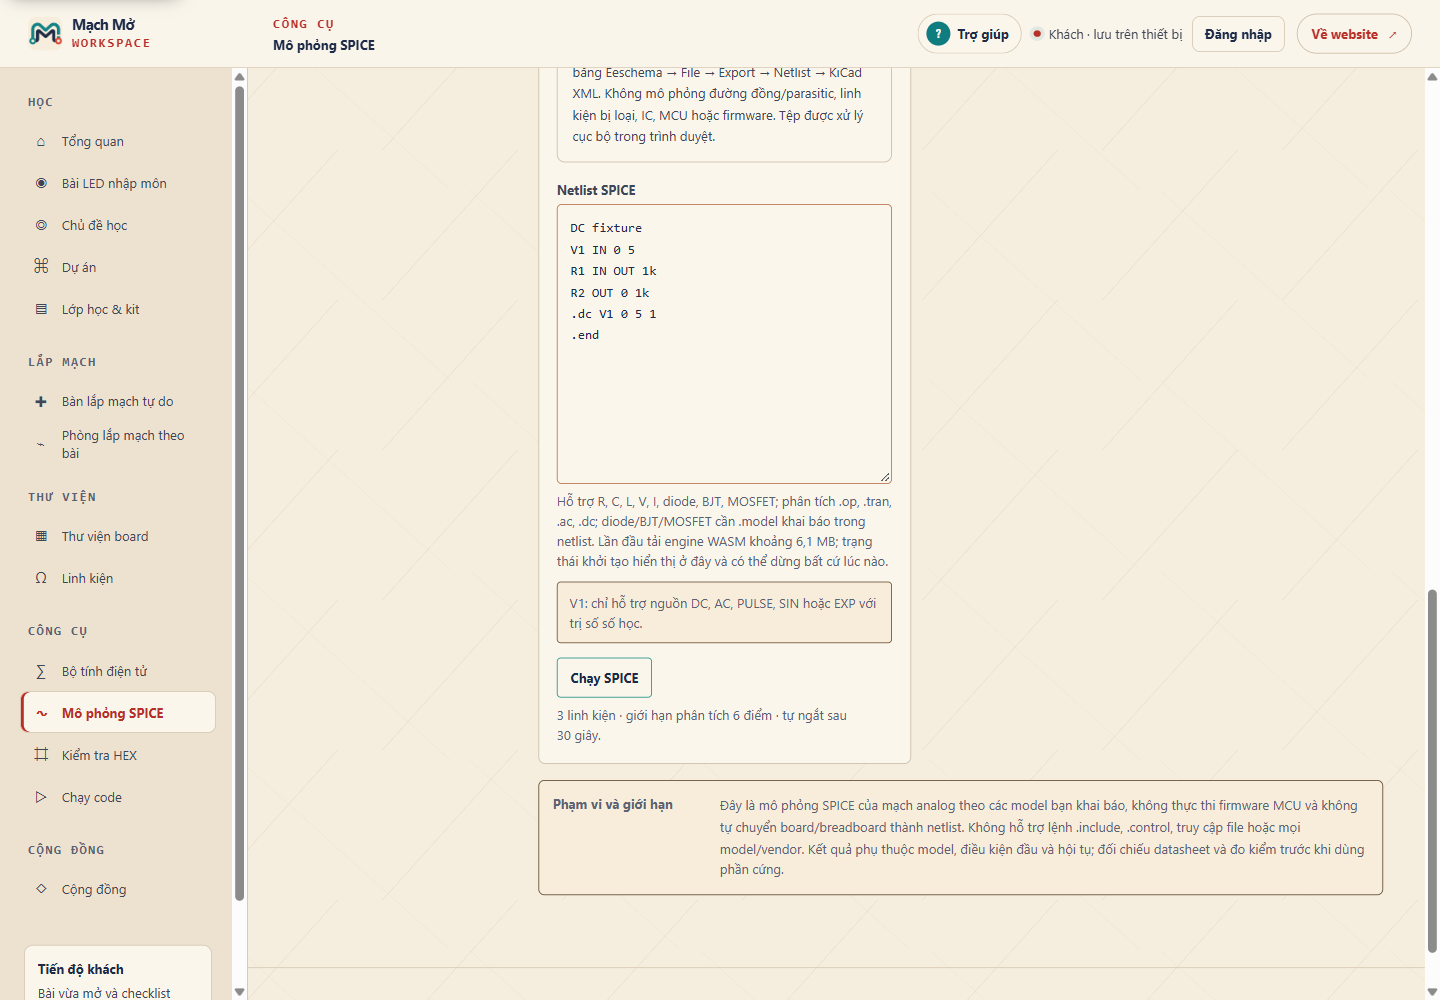 Mạch Mở
WORKSPACE
CÔNG CỤ
Mô phỏng SPICE
? Trợ giúp
Khách · lưu trên thiết bị
Đăng nhập
Về website ↗
HỌC
Tổng quan
Bài LED nhập môn
Chủ đề học
Dự án
Lớp học & kit
LẮP MẠCH
Bàn lắp mạch tự do
Phòng lắp mạch theo
bài
THƯ VIỆN
Thư viện board
Linh kiện
CÔNG CỤ
Bộ tính điện tử
Mô phỏng SPICE
Kiểm tra HEX
Chạy code
CỘNG ĐỒNG
Cộng đồng
Tiến độ khách
Bài vừa mở và checklist
bằng Eeschema → File → Export → Netlist → KiCad
XML. Không mô phỏng đường đồng/parasitic, linh
kiện bị loại, IC, MCU hoặc firmware. Tệp được xử lý
cục bộ trong trình duyệt.
Netlist SPICE
DC fixture
V1 IN 0 5
R1 IN OUT 1k
R2 OUT 0 1k
.dc V1 0 5 1
.end
Hỗ trợ R, C, L, V, I, diode, BJT, MOSFET; phân tích .op, .tran,
.ac, .dc; diode/BJT/MOSFET cần .model khai báo trong
netlist. Lần đầu tải engine WASM khoảng 6,1 MB; trạng
thái khởi tạo hiển thị ở đây và có thể dừng bất cứ lúc nào.
V1: chỉ hỗ trợ nguồn DC, AC, PULSE, SIN hoặc EXP với
trị số số học.
Chạy SPICE
3 linh kiện · giới hạn phân tích 6 điểm · tự ngắt sau
30 giây.
Phạm vi và giới hạn
Đây là mô phỏng SPICE của mạch analog theo các model bạn khai báo, không thực thi firmware MCU và không
tự chuyển board/breadboard thành netlist. Không hỗ trợ lệnh .include, .control, truy cập file hoặc mọi
model/vendor. Kết quả phụ thuộc model, điều kiện đầu và hội tụ; đối chiếu datasheet và đo kiểm trước khi dùng
phần cứng.